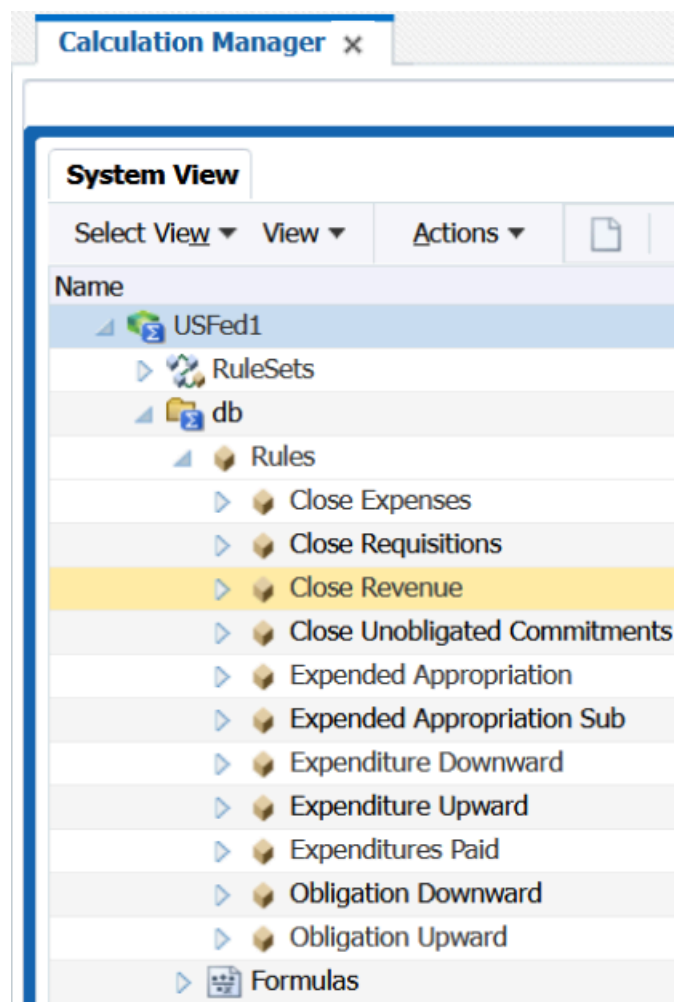 Calculation Manager ×
System View
Select View ▼ View ▼ Actions ▼
Name
USFed1
RuleSets
db
Rules
Close Expenses
Close Requisitions
Close Revenue
Close Unobligated Commitments
Expended Appropriation
Expended Appropriation Sub
Expenditure Downward
Expenditure Upward
Expenditures Paid
Obligation Downward
Obligation Upward
Formulas